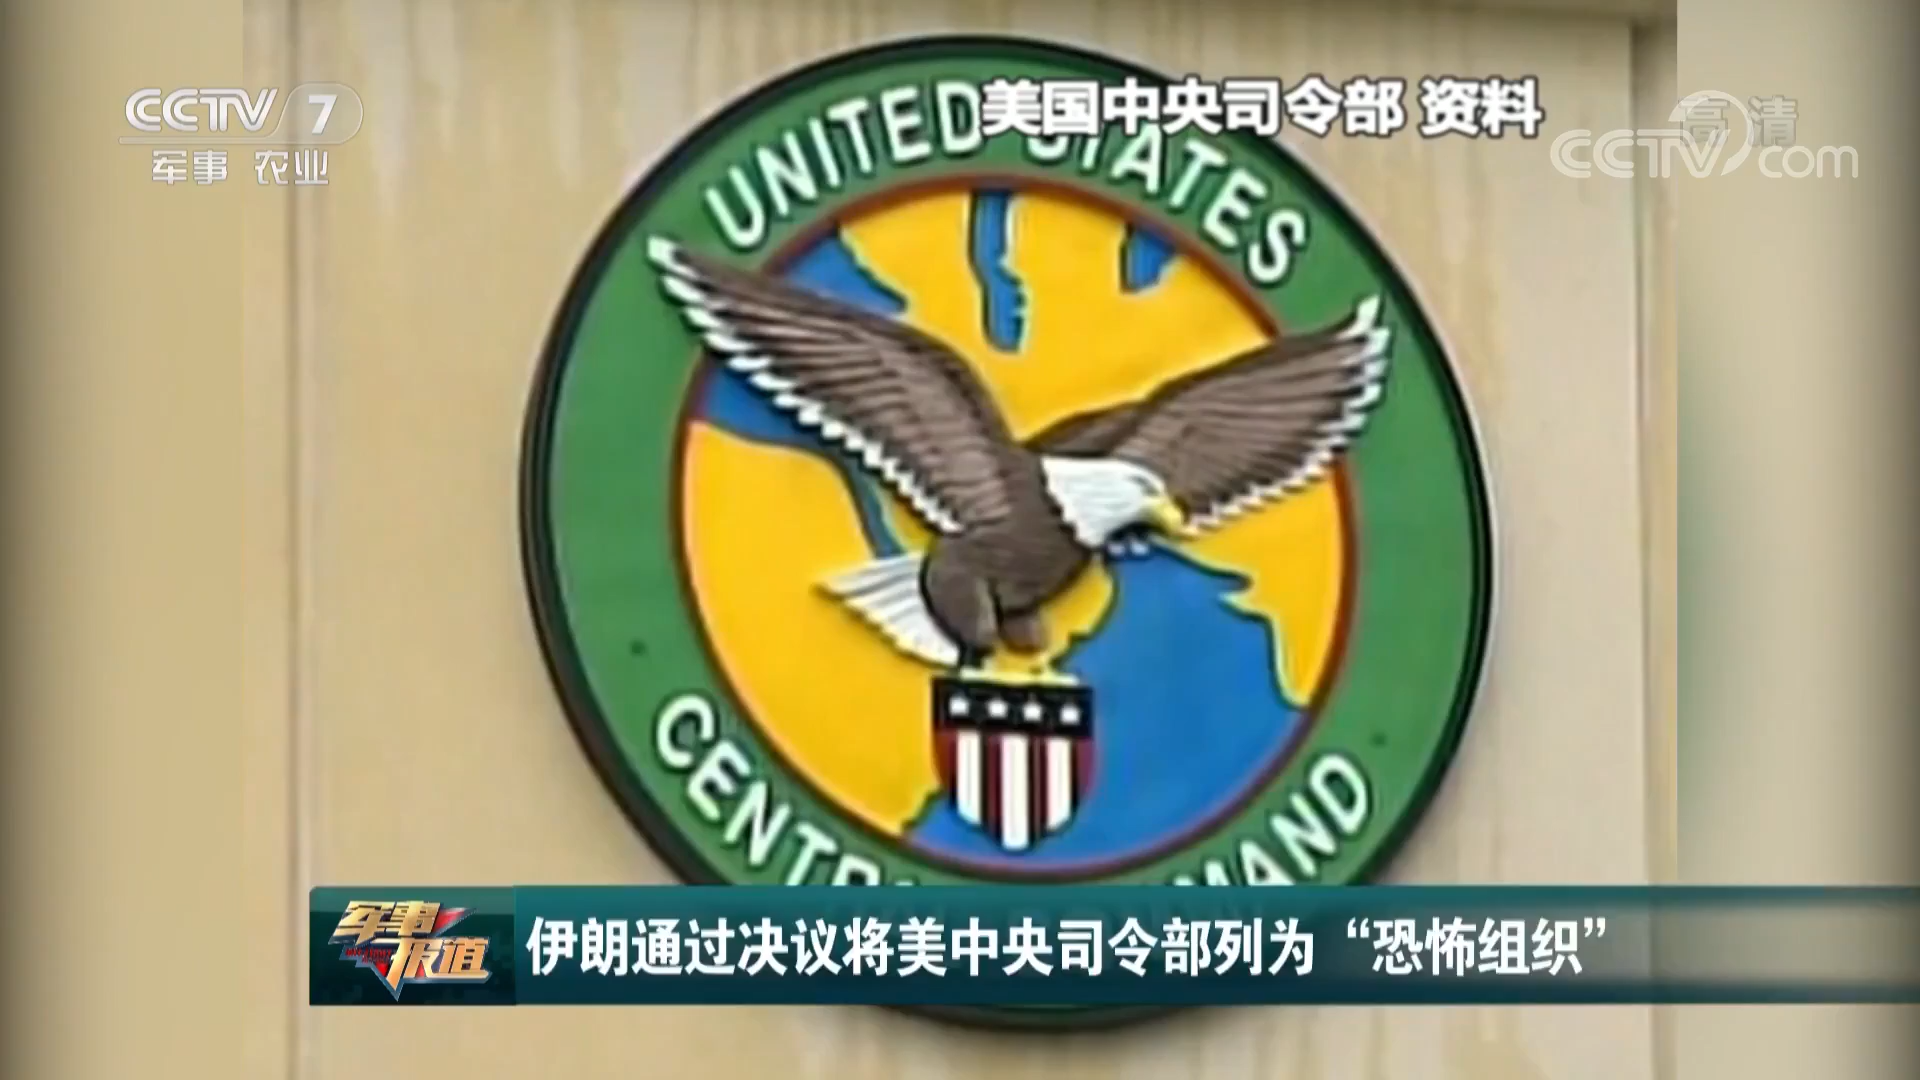 CCTV 7
军事 农业
美国中央司令部 资料
高清
CCTV.com
UNITED STATES
CENTR MAND
军事报道
伊朗通过决议将美中央司令部列为“恐怖组织”